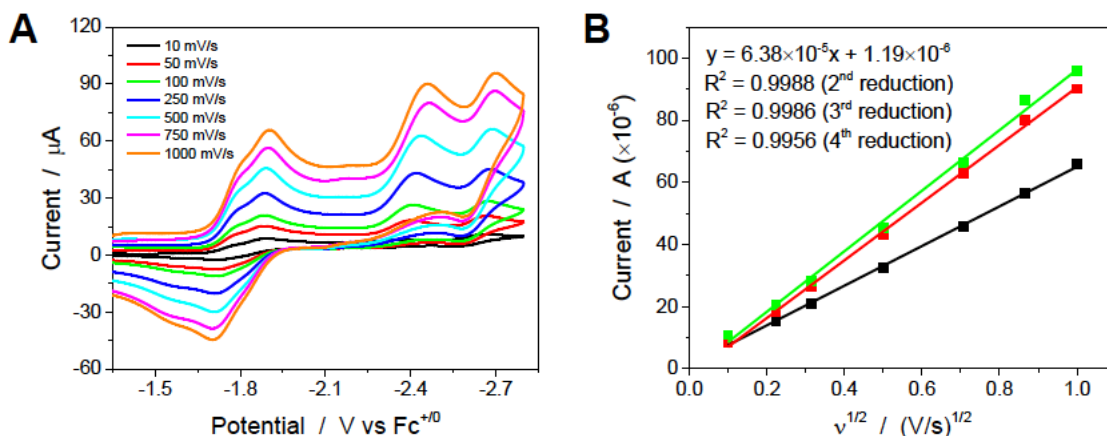 A
120
90
60
30
0
-30
-60
Current / μA
10 mV/s
50 mV/s
100 mV/s
250 mV/s
500 mV/s
750 mV/s
1000 mV/s
-1.5
-1.8
-2.1
-2.4
-2.7
Potential / V vs Fc⁺/⁰
B
100
80
60
40
20
0
Current / A (×10⁻⁶)
y = 6.38×10⁻⁵x + 1.19×10⁻⁶
R² = 0.9988 (2ⁿᵈ reduction)
R² = 0.9986 (3ʳᵈ reduction)
R² = 0.9956 (4ᵗʰ reduction)
0.0
0.2
0.4
0.6
0.8
1.0
ν¹/² / (V/s)¹/²